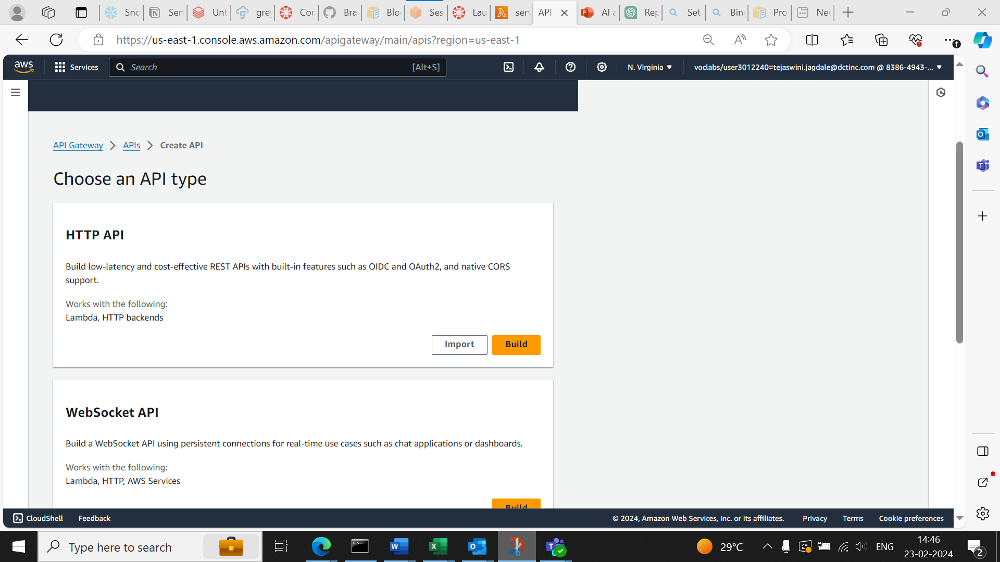 Sno
Ser
Unt
gre
Con
Bra
Blo
Ses
Lau
ser
API
AI a
Rep
Set
Bin
Pro
Nev
https://us-east-1.console.aws.amazon.com/apigateway/main/apis?region=us-east-1
aws
Services
Search
[Alt+S]
N. Virginia
voclabs/user3012240=tejaswini.jagdale@dctinc.com @ 8386-4943-...
API Gateway
APIs
Create API
Choose an API type
HTTP API
Build low-latency and cost-effective REST APIs with built-in features such as OIDC and OAuth2, and native CORS
support.
Works with the following:
Lambda, HTTP backends
Import
Build
WebSocket API
Build a WebSocket API using persistent connections for real-time use cases such as chat applications or dashboards.
Works with the following:
Lambda, HTTP, AWS Services
Build
CloudShell
Feedback
© 2024, Amazon Web Services, Inc. or its affiliates.
Privacy
Terms
Cookie preferences
Type here to search
29°C
ENG
14:46
23-02-2024
2